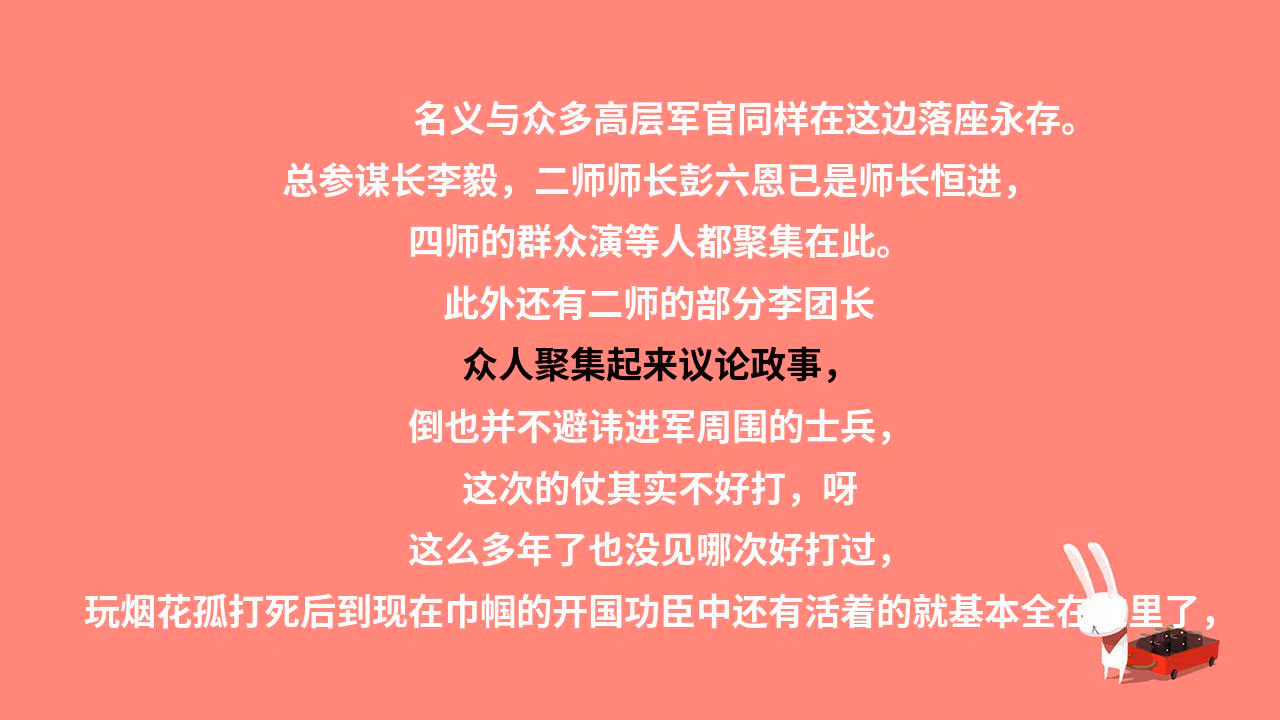 名义与众多高层军官同样在这边落座永存。
总参谋长李毅，二师师长彭六恩已是师长恒进，
四师的群众演等人都聚集在此。
此外还有二师的部分李团长
众人聚集起来议论政事，
倒也并不避讳进军周围的士兵，
这次的仗其实不好打，呀
这么多年了也没见哪次好打过，
玩烟花孤打死后到现在巾帼的开国功臣中还有活着的就基本全在里了，